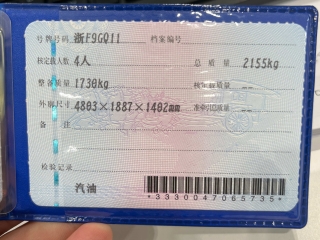 号牌号码 浙F9GQ11 档案编号
核定载人数 4人 总质量 2155kg
整备质量 1730kg 核定载质量 --
外廓尺寸 4803×1887×1402mm 准牵引总质量 --
备注
检验记录
汽油
*3330047065735*